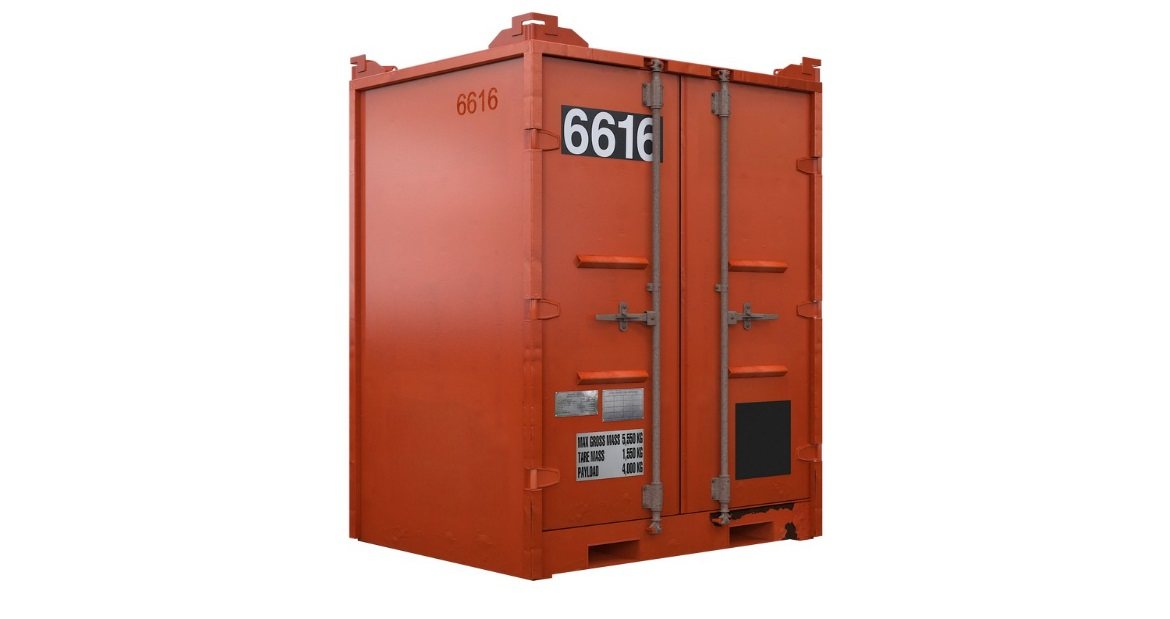 6616
6616
MAX GROSS MASS 5,550 KG
TARE MASS 1,550 KG
PAYLOAD 4,000 KG